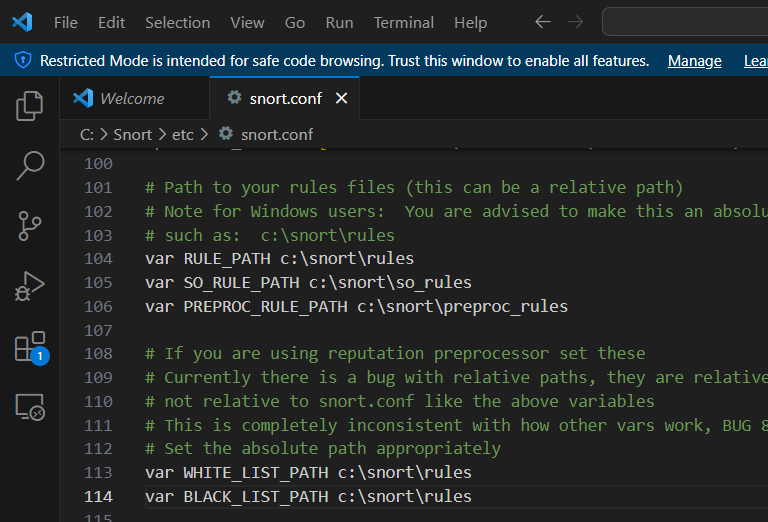 File Edit Selection View Go Run Terminal Help
Restricted Mode is intended for safe code browsing. Trust this window to enable all features. Manage
Welcome snort.conf
C: > Snort > etc > snort.conf
100
101 # Path to your rules files (this can be a relative path)
102 # Note for Windows users:  You are advised to make this an
103 # such as:  c:\snort\rules
104 var RULE_PATH c:\snort\rules
105 var SO_RULE_PATH c:\snort\so_rules
106 var PREPROC_RULE_PATH c:\snort\preproc_rules
107
108 # If you are using reputation preprocessor set these
109 # Currently there is a bug with relative paths, they are relative
110 # not relative to snort.conf like the above variables
111 # This is completely inconsistent with how other vars work, BUG
112 # Set the absolute path appropriately
113 var WHITE_LIST_PATH c:\snort\rules
114 var BLACK_LIST_PATH c:\snort\rules
115
1